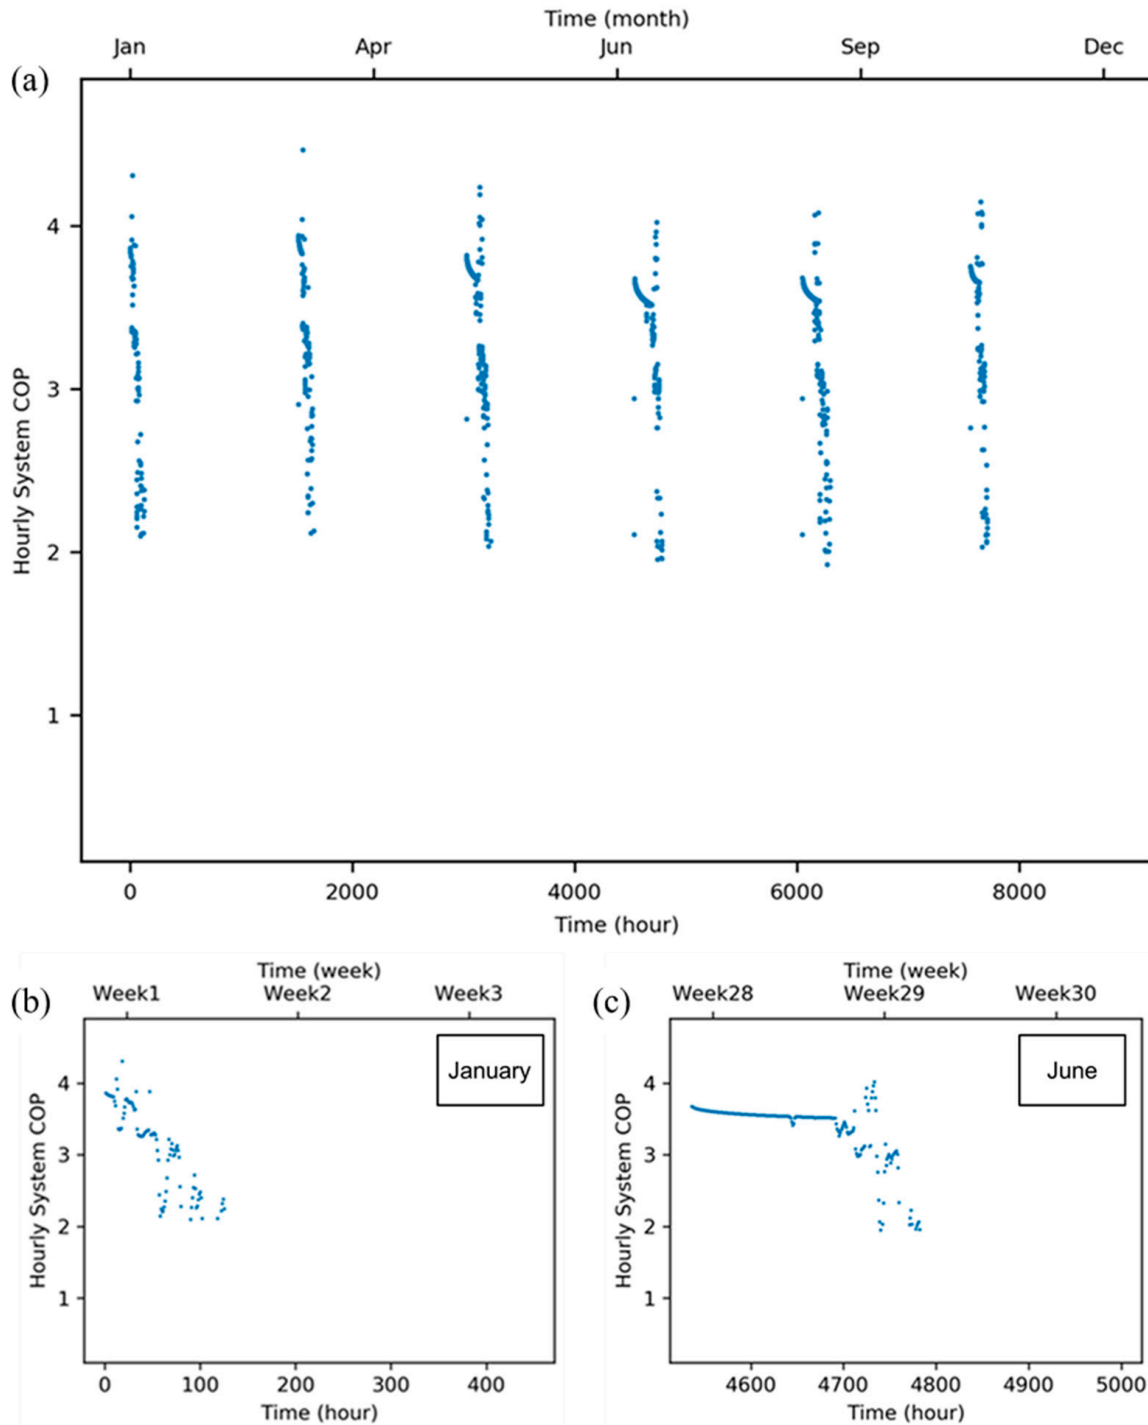 Time (month)
Jan Apr Jun Sep Dec
(a)
4
3
2
1
Hourly System COP
0 2000 4000 6000 8000
Time (hour)
Time (week)
Week1 Week2 Week3
(b)
January
4
3
2
1
Hourly System COP
0 100 200 300 400
Time (hour)
Time (week)
Week28 Week29 Week30
(c)
June
4
3
2
1
Hourly System COP
4600 4700 4800 4900 5000
Time (hour)